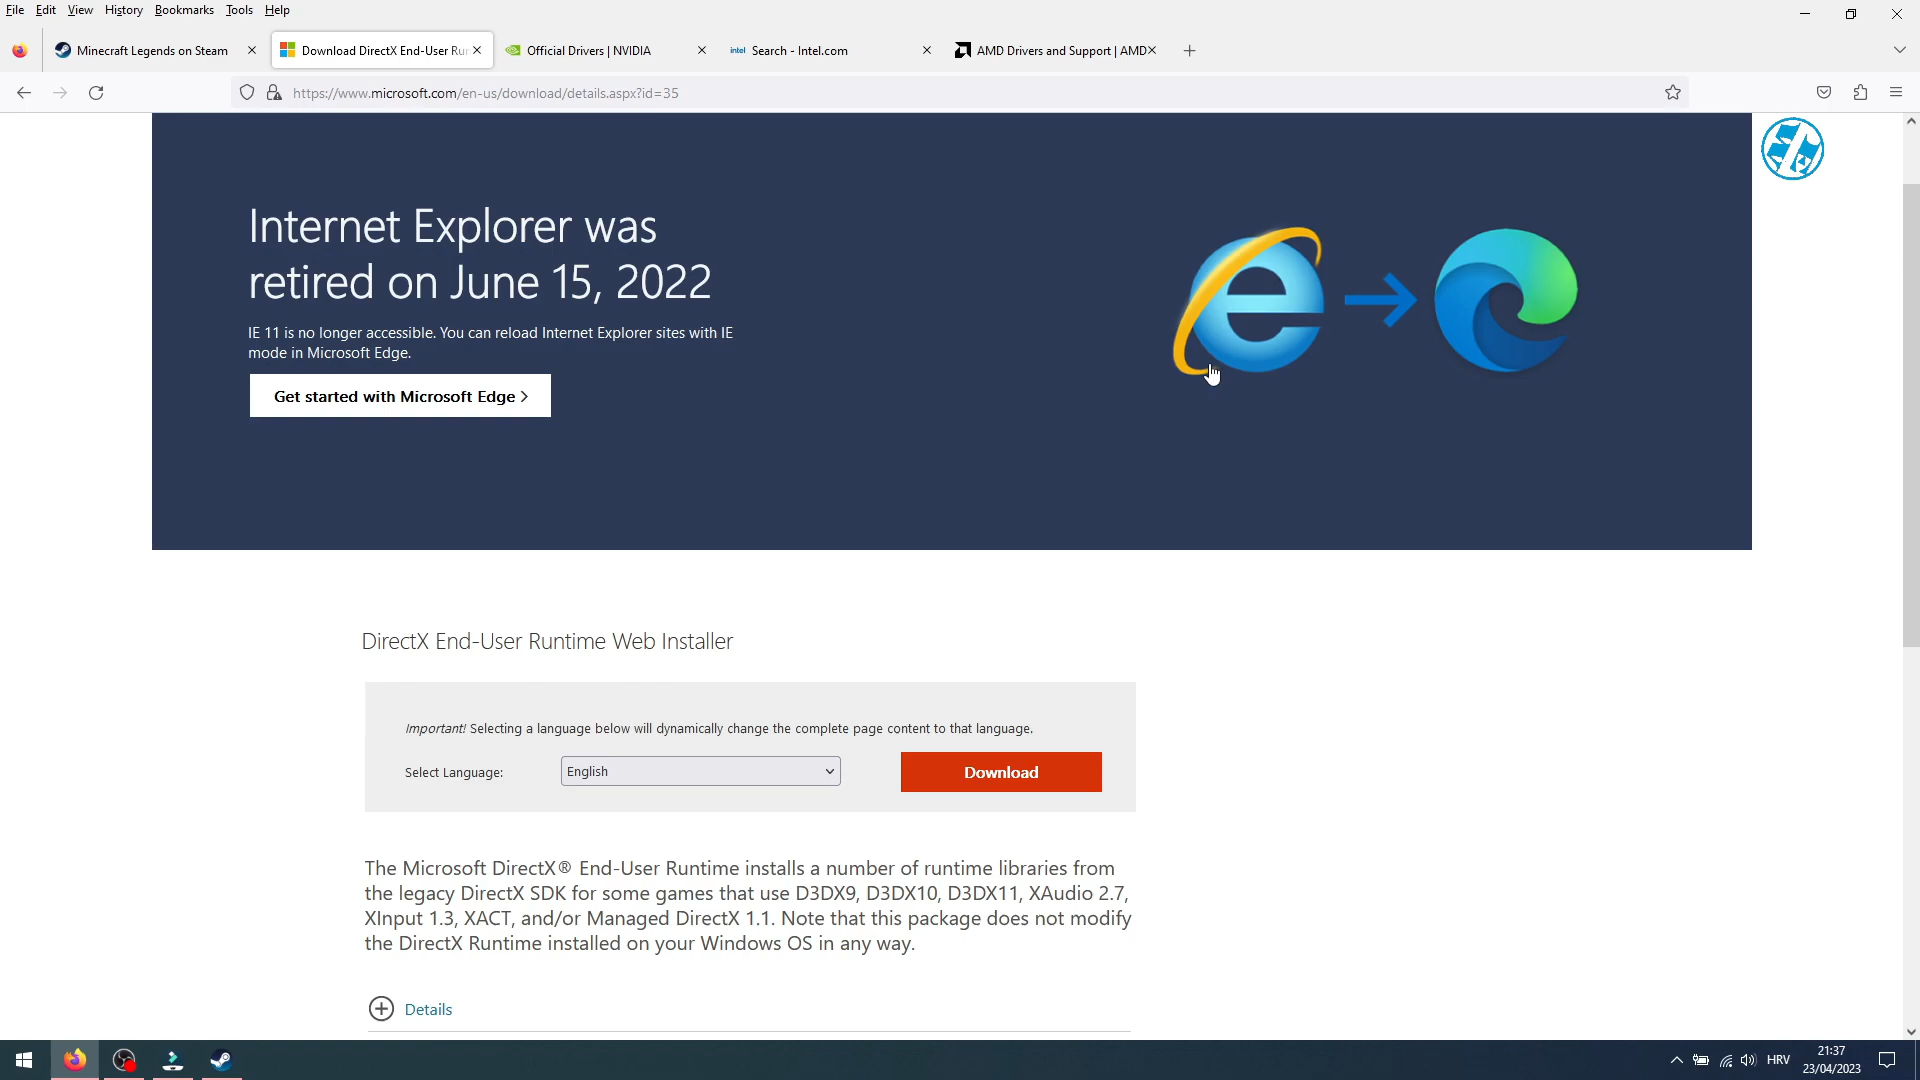 File Edit View History Bookmarks Tools Help
Minecraft Legends on Steam
Download DirectX End-User Ru
Official Drivers | NVIDIA
intel Search - Intel.com
AMD Drivers and Support | AMD
https://www.microsoft.com/en-us/download/details.aspx?id=35
Internet Explorer was
retired on June 15, 2022
IE 11 is no longer accessible. You can reload Internet Explorer sites with IE
mode in Microsoft Edge.
Get started with Microsoft Edge >
DirectX End-User Runtime Web Installer
Important! Selecting a language below will dynamically change the complete page content to that language.
Select Language:
English
Download
The Microsoft DirectX® End-User Runtime installs a number of runtime libraries from
the legacy DirectX SDK for some games that use D3DX9, D3DX10, D3DX11, XAudio 2.7,
XInput 1.3, XACT, and/or Managed DirectX 1.1. Note that this package does not modify
the DirectX Runtime installed on your Windows OS in any way.
Details
HRV
21:37
23/04/2023